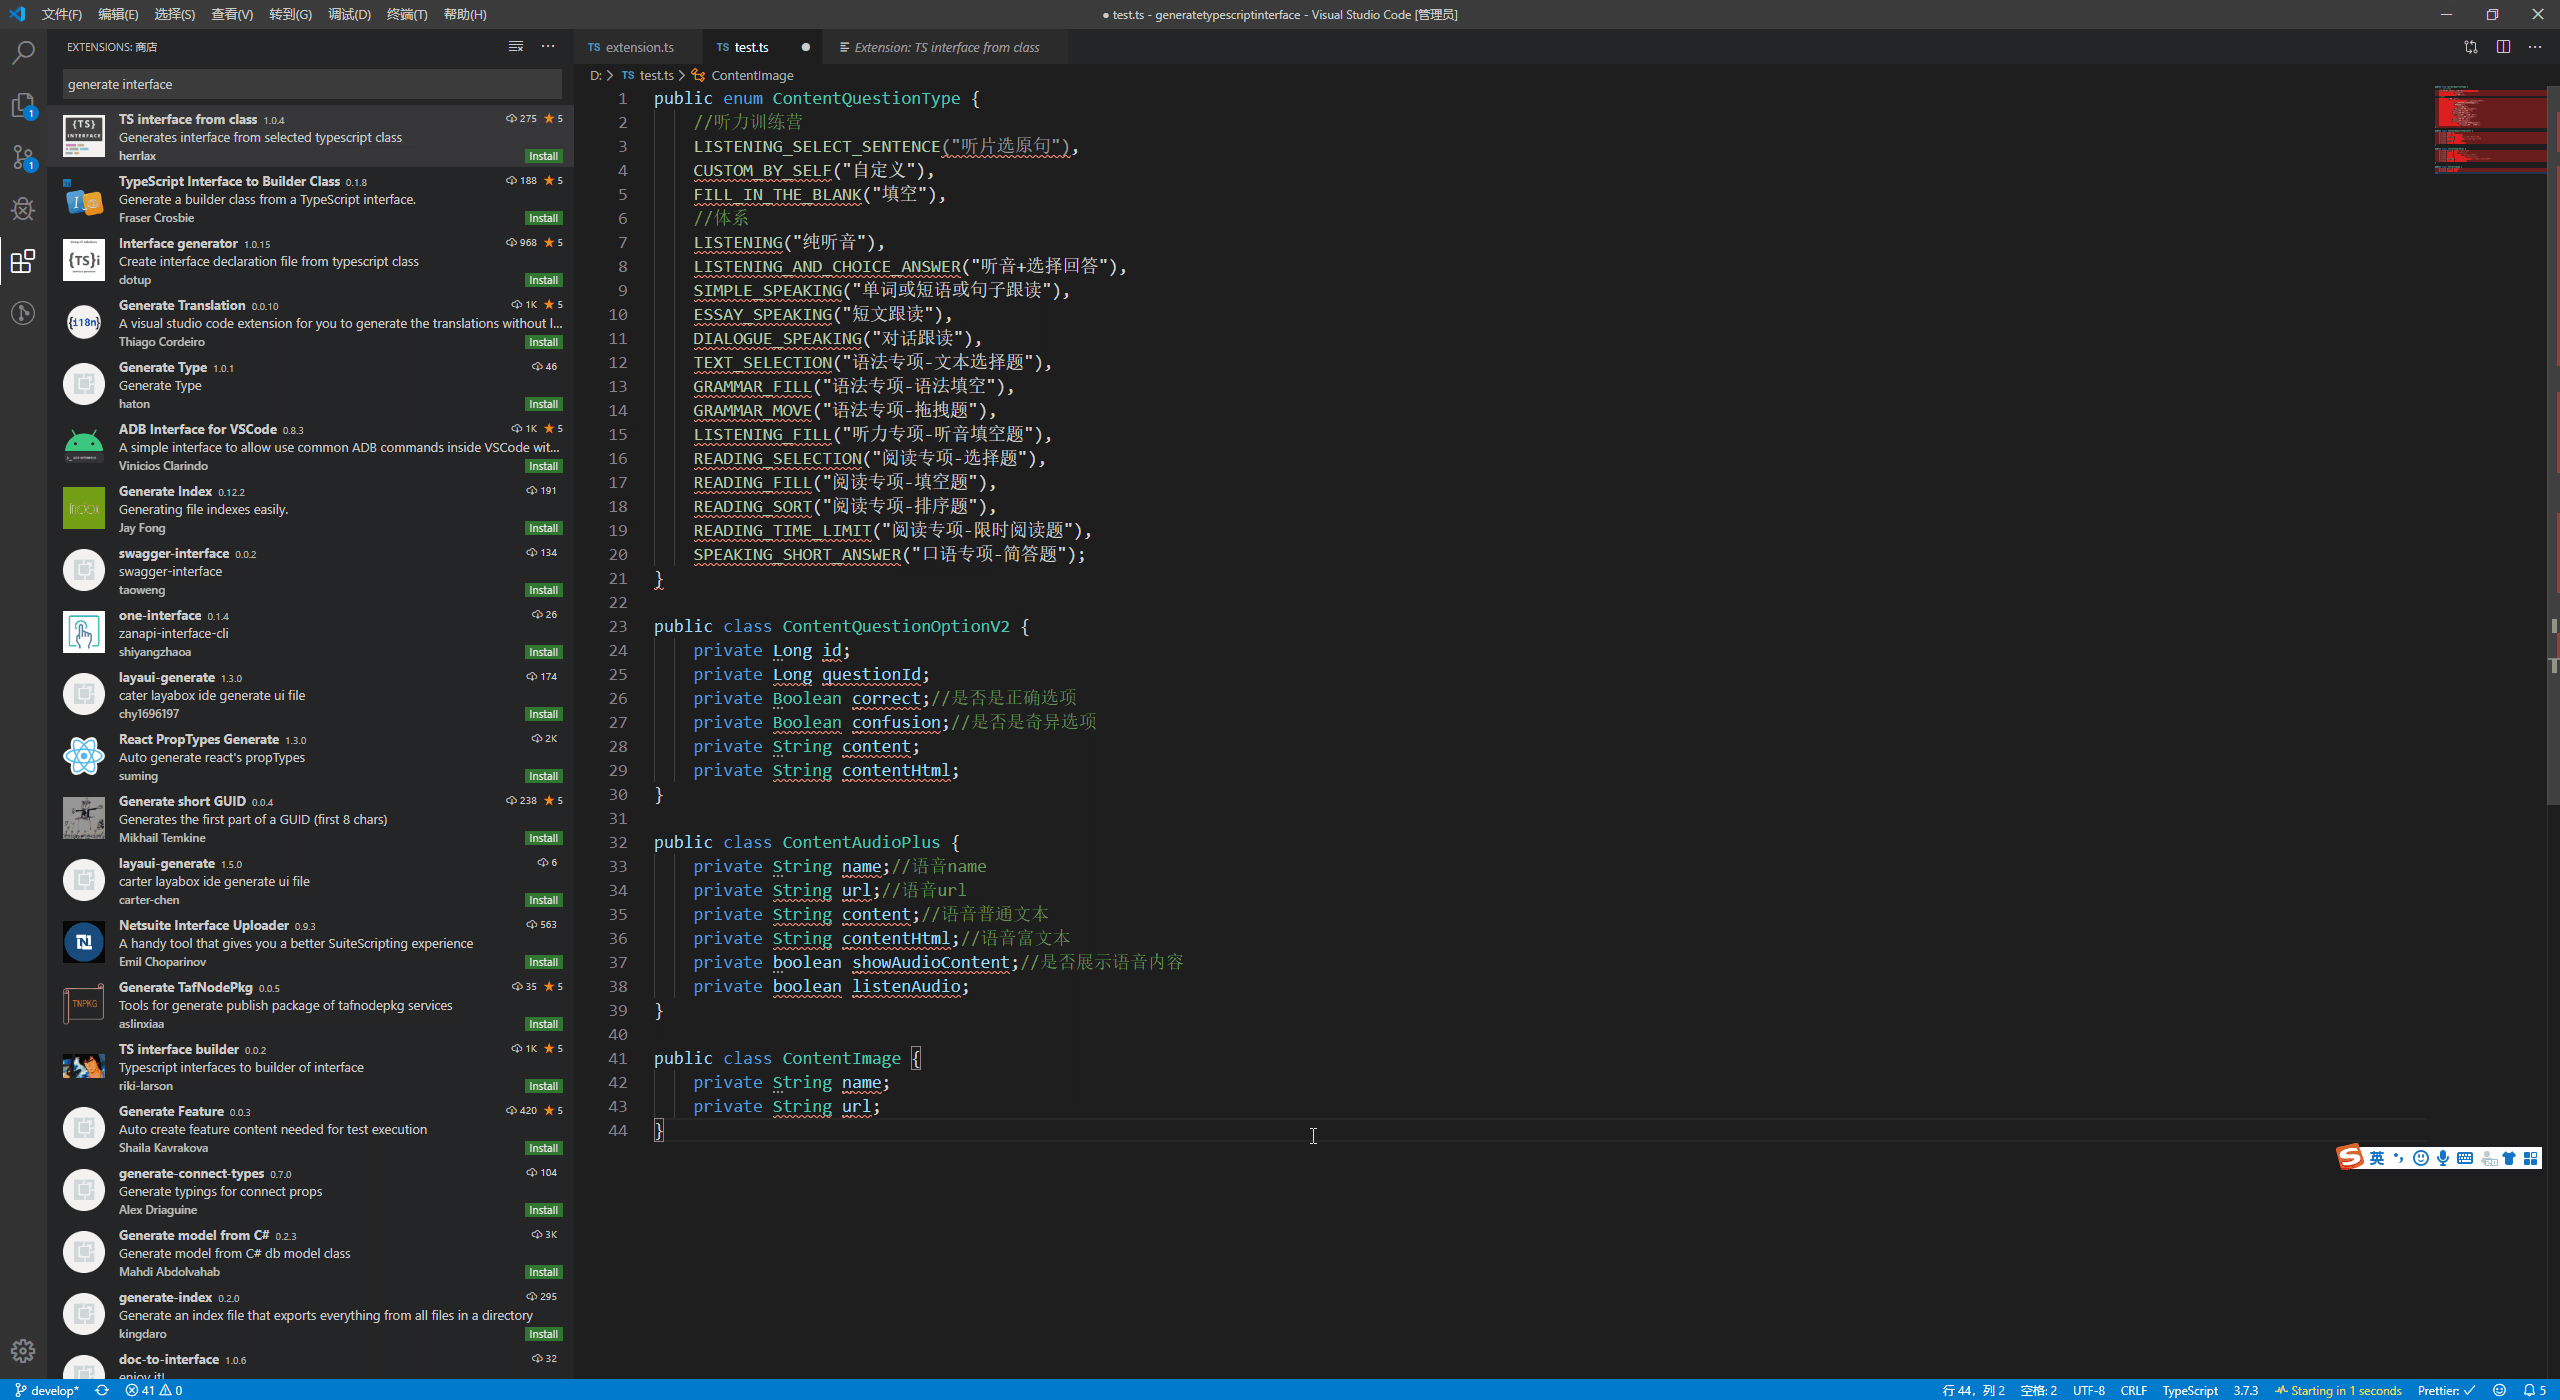 文件(F) 编辑(E) 选择(S) 查看(V) 转到(G) 调试(D) 终端(T) 帮助(H)
● test.ts - generatetypescriptinterface - Visual Studio Code [管理员]
EXTENSIONS: 商店
generate interface
TS interface from class 1.0.4 275 5
Generates interface from selected typescript class
herrlax Install
TypeScript Interface to Builder Class 0.1.8 188 5
Generate a builder class from a TypeScript interface.
Fraser Crosbie Install
Interface generator 1.0.15 968 5
Create interface declaration file from typescript class
dotup Install
Generate Translation 0.0.10 1K 5
A visual studio code extension for you to generate the translations without l...
Thiago Cordeiro Install
Generate Type 1.0.1 46
Generate Type
haton Install
ADB Interface for VSCode 0.8.3 1K 5
A simple interface to allow use common ADB commands inside VSCode wit...
Vinicios Clarindo Install
Generate Index 0.12.2 191
Generating file indexes easily.
Jay Fong Install
swagger-interface 0.0.2 134
swagger-interface
taoweng Install
one-interface 0.1.4 26
zanapi-interface-cli
shiyangzhaoa Install
layaui-generate 1.3.0 174
cater layabox ide generate ui file
chy1696197 Install
React PropTypes Generate 1.3.0 2K
Auto generate react's propTypes
suming Install
Generate short GUID 0.0.4 238 5
Generates the first part of a GUID (first 8 chars)
Mikhail Temkine Install
layaui-generate 1.5.0 6
carter layabox ide generate ui file
carter-chen Install
Netsuite Interface Uploader 0.9.3 563
A handy tool that gives you a better SuiteScripting experience
Emil Choparinov Install
Generate TafNodePkg 0.0.5 35 5
Tools for generate publish package of tafnodepkg services
aslinxiaa Install
TS interface builder 0.0.2 1K 5
Typescript interfaces to builder of interface
riki-larson Install
Generate Feature 0.0.3 420 5
Auto create feature content needed for test execution
Shaila Kavrakova Install
generate-connect-types 0.7.0 104
Generate typings for connect props
Alex Driaguine Install
Generate model from C# 0.2.3 3K
Generate model from C# db model class
Mahdi Abdolvahab Install
generate-index 0.2.0 295
Generate an index file that exports everything from all files in a directory
kingdaro Install
doc-to-interface 1.0.6 32
enjoy it!
TS extension.ts TS test.ts ● Extension: TS interface from class
D: > TS test.ts > ContentImage
1 public enum ContentQuestionType {
2 //听力训练营
3 LISTENING_SELECT_SENTENCE("听片选原句"),
4 CUSTOM_BY_SELF("自定义"),
5 FILL_IN_THE_BLANK("填空"),
6 //体系
7 LISTENING("纯听音"),
8 LISTENING_AND_CHOICE_ANSWER("听音+选择回答"),
9 SIMPLE_SPEAKING("单词或短语或句子跟读"),
10 ESSAY_SPEAKING("短文跟读"),
11 DIALOGUE_SPEAKING("对话跟读"),
12 TEXT_SELECTION("语法专项-文本选择题"),
13 GRAMMAR_FILL("语法专项-语法填空"),
14 GRAMMAR_MOVE("语法专项-拖拽题"),
15 LISTENING_FILL("听力专项-听音填空题"),
16 READING_SELECTION("阅读专项-选择题"),
17 READING_FILL("阅读专项-填空题"),
18 READING_SORT("阅读专项-排序题"),
19 READING_TIME_LIMIT("阅读专项-限时阅读题"),
20 SPEAKING_SHORT_ANSWER("口语专项-简答题");
21 }
22
23 public class ContentQuestionOptionV2 {
24 private Long id;
25 private Long questionId;
26 private Boolean correct;//是否是正确选项
27 private Boolean confusion;//是否是奇异选项
28 private String content;
29 private String contentHtml;
30 }
31
32 public class ContentAudioPlus {
33 private String name;//语音name
34 private String url;//语音url
35 private String content;//语音普通文本
36 private String contentHtml;//语音富文本
37 private boolean showAudioContent;//是否展示语音内容
38 private boolean listenAudio;
39 }
40
41 public class ContentImage {
42 private String name;
43 private String url;
44 }
英
develop* 41 0 行 44，列 2 空格: 2 UTF-8 CRLF TypeScript 3.7.3 Starting in 1 seconds Prettier: ✓ 5